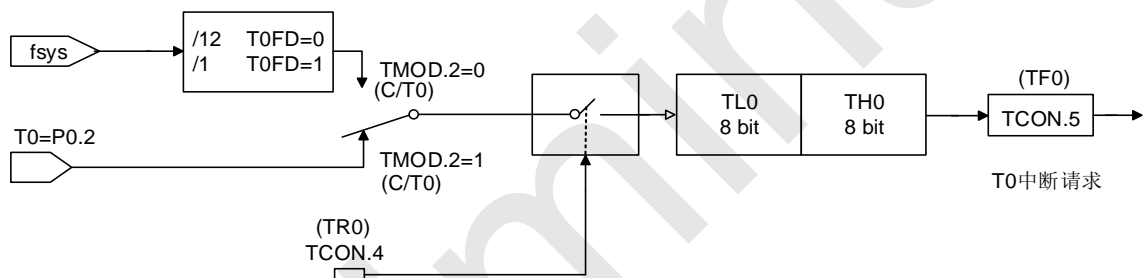 fsys
/12 T0FD=0
/1 T0FD=1
TMOD.2=0
(C/T0)
T0=P0.2
TMOD.2=1
(C/T0)
(TR0)
TCON.4
TL0
8 bit
TH0
8 bit
(TF0)
TCON.5
T0中断请求